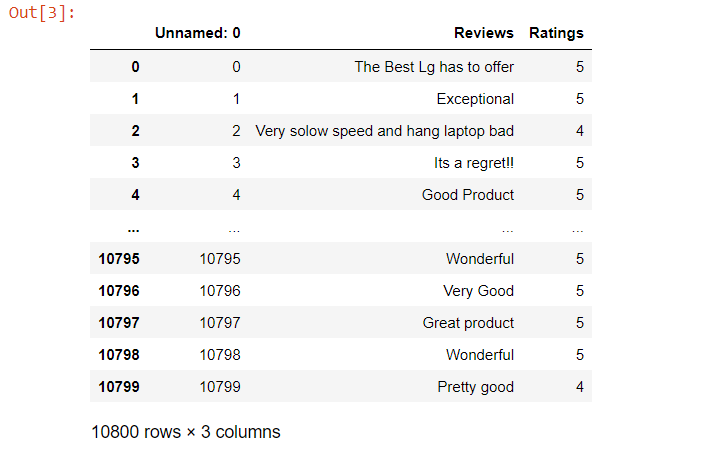 Out[3]:
Unnamed: 0 Reviews Ratings
0 0 The Best Lg has to offer 5
1 1 Exceptional 5
2 2 Very solow speed and hang laptop bad 4
3 3 Its a regret!! 5
4 4 Good Product 5
... ... ... ...
10795 10795 Wonderful 5
10796 10796 Very Good 5
10797 10797 Great product 5
10798 10798 Wonderful 5
10799 10799 Pretty good 4
10800 rows × 3 columns